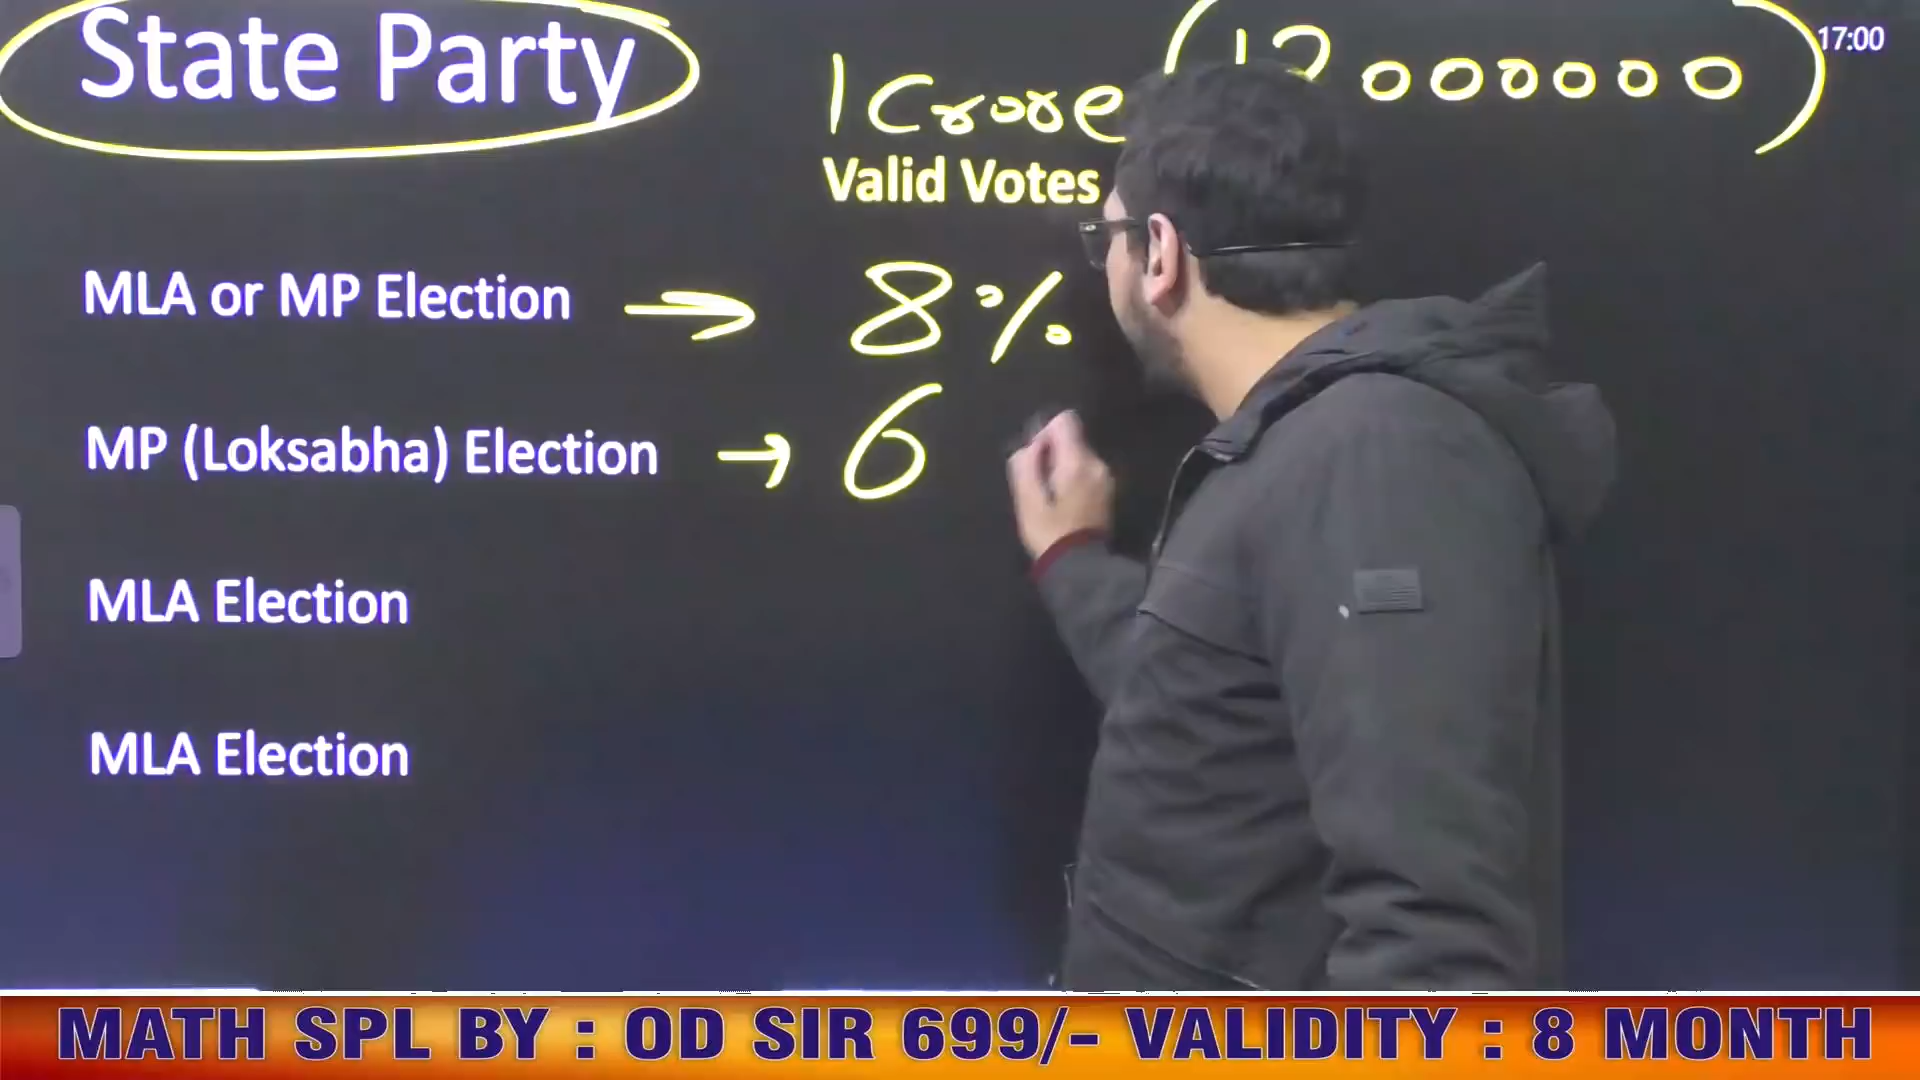 State Party
1 Crore (12000000)
17:00
Valid Votes
MLA or MP Election → 8%
MP (Loksabha) Election → 6
MLA Election
MLA Election
MATH SPL BY : OD SIR 699/- VALIDITY : 8 MONTH